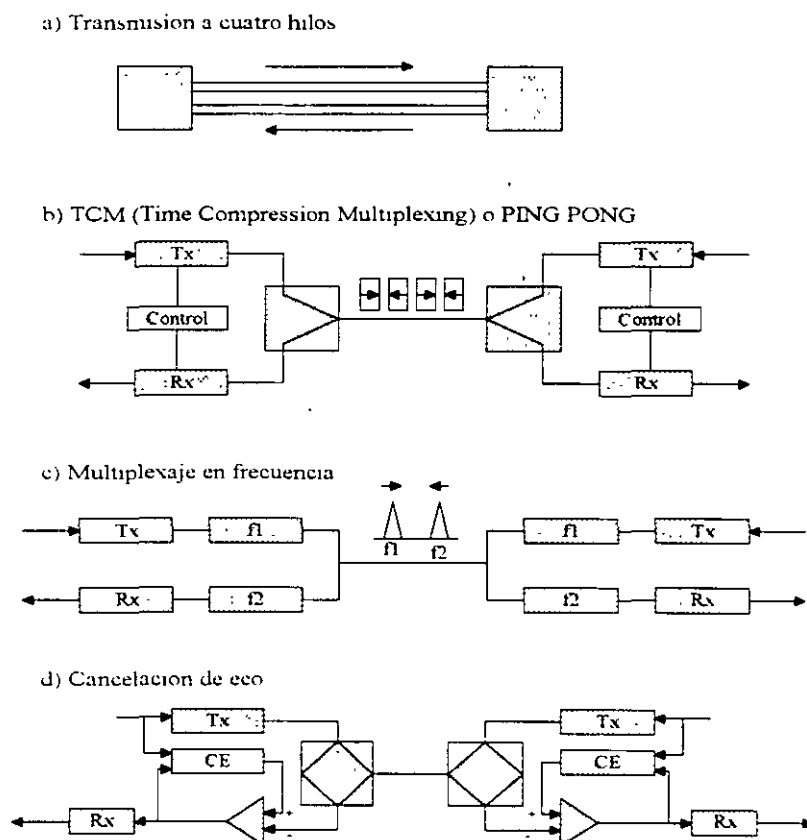 a) Transmision a cuatro hilos
b) TCM (Time Compression Multiplexing) o PING PONG
Tx Tx
Control Control
Rx Rx
c) Multiplexaje en frecuencia
Tx f1 f1 f2 f1 Tx
Rx f2 f2 Rx
d) Cancelacion de eco
Tx Tx
CE CE
+ +
Rx - - Rx